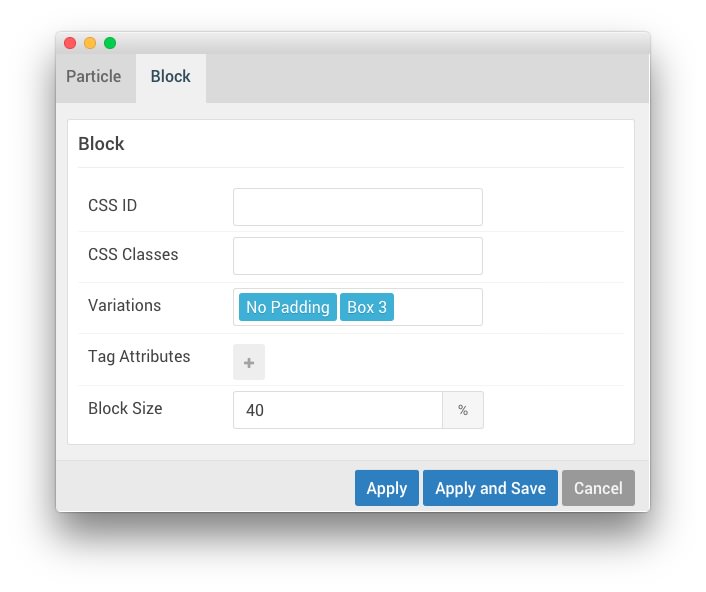 Particle Block
Block
CSS ID
CSS Classes
Variations No Padding Box 3
Tag Attributes +
Block Size 40 %
Apply Apply and Save Cancel